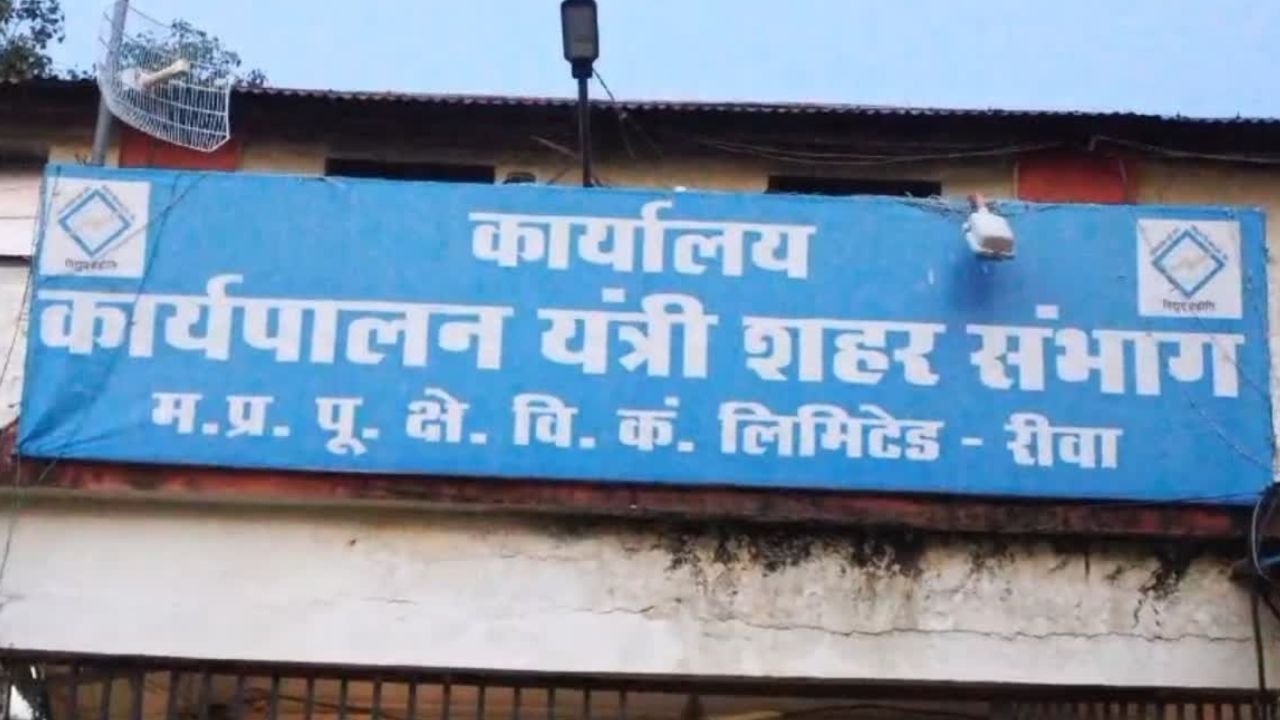 कार्यालय
कार्यपालन यंत्री शहर संभाग
म.प्र. पू. क्षे. वि. कं. लिमिटेड - रीवा